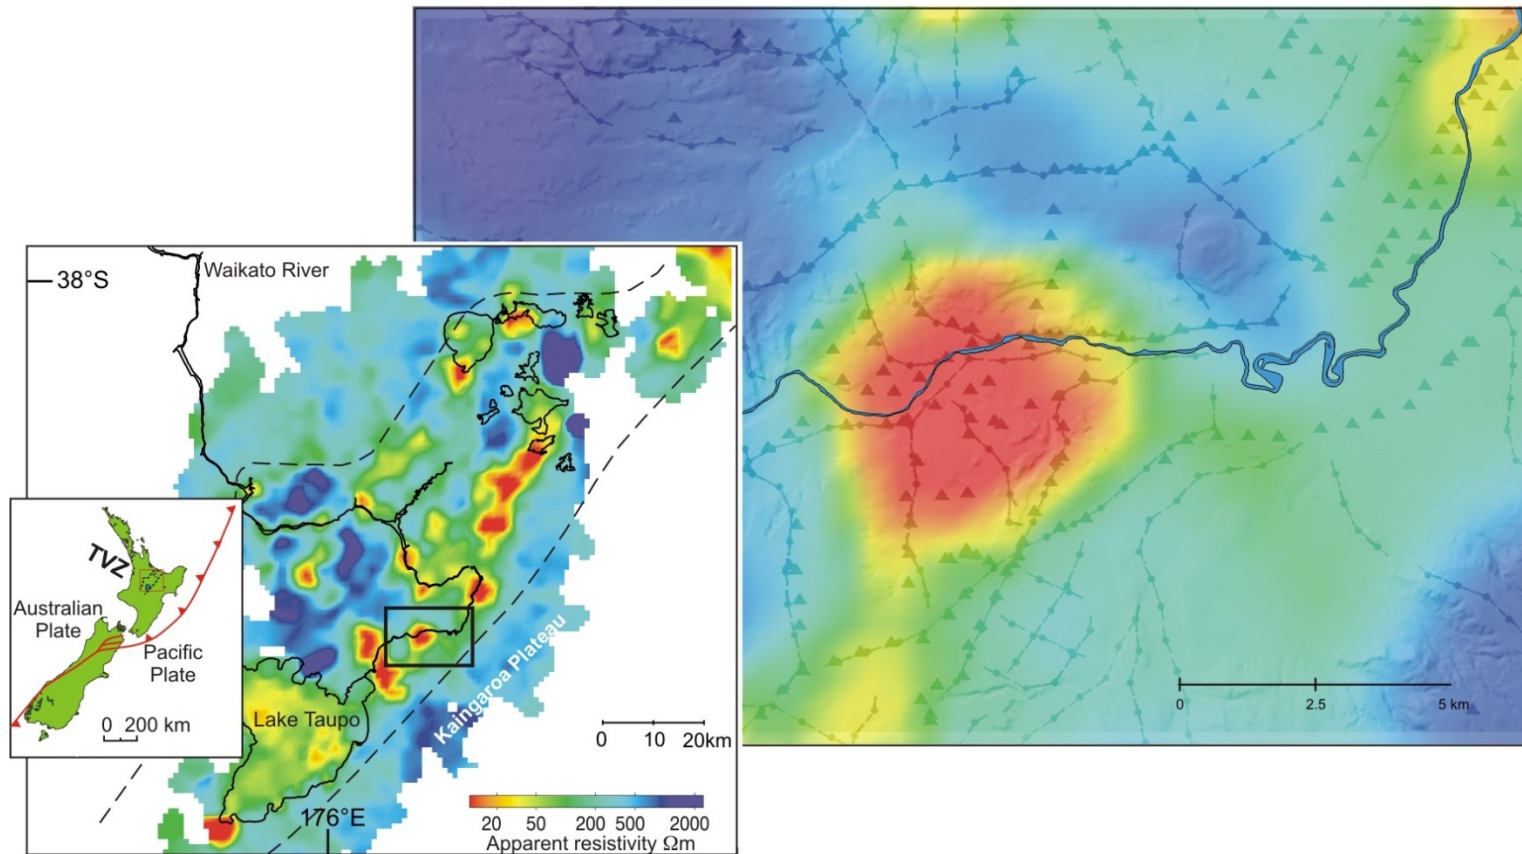 Waikato River
38°S
TVZ
Australian
Plate
Pacific
Plate
0 200 km
Kaingaroa Plateau
Lake Taupo
0 10 20km
176°E
20 50 200 500 2000
Apparent resistivity Ωm
0 2.5 5 km